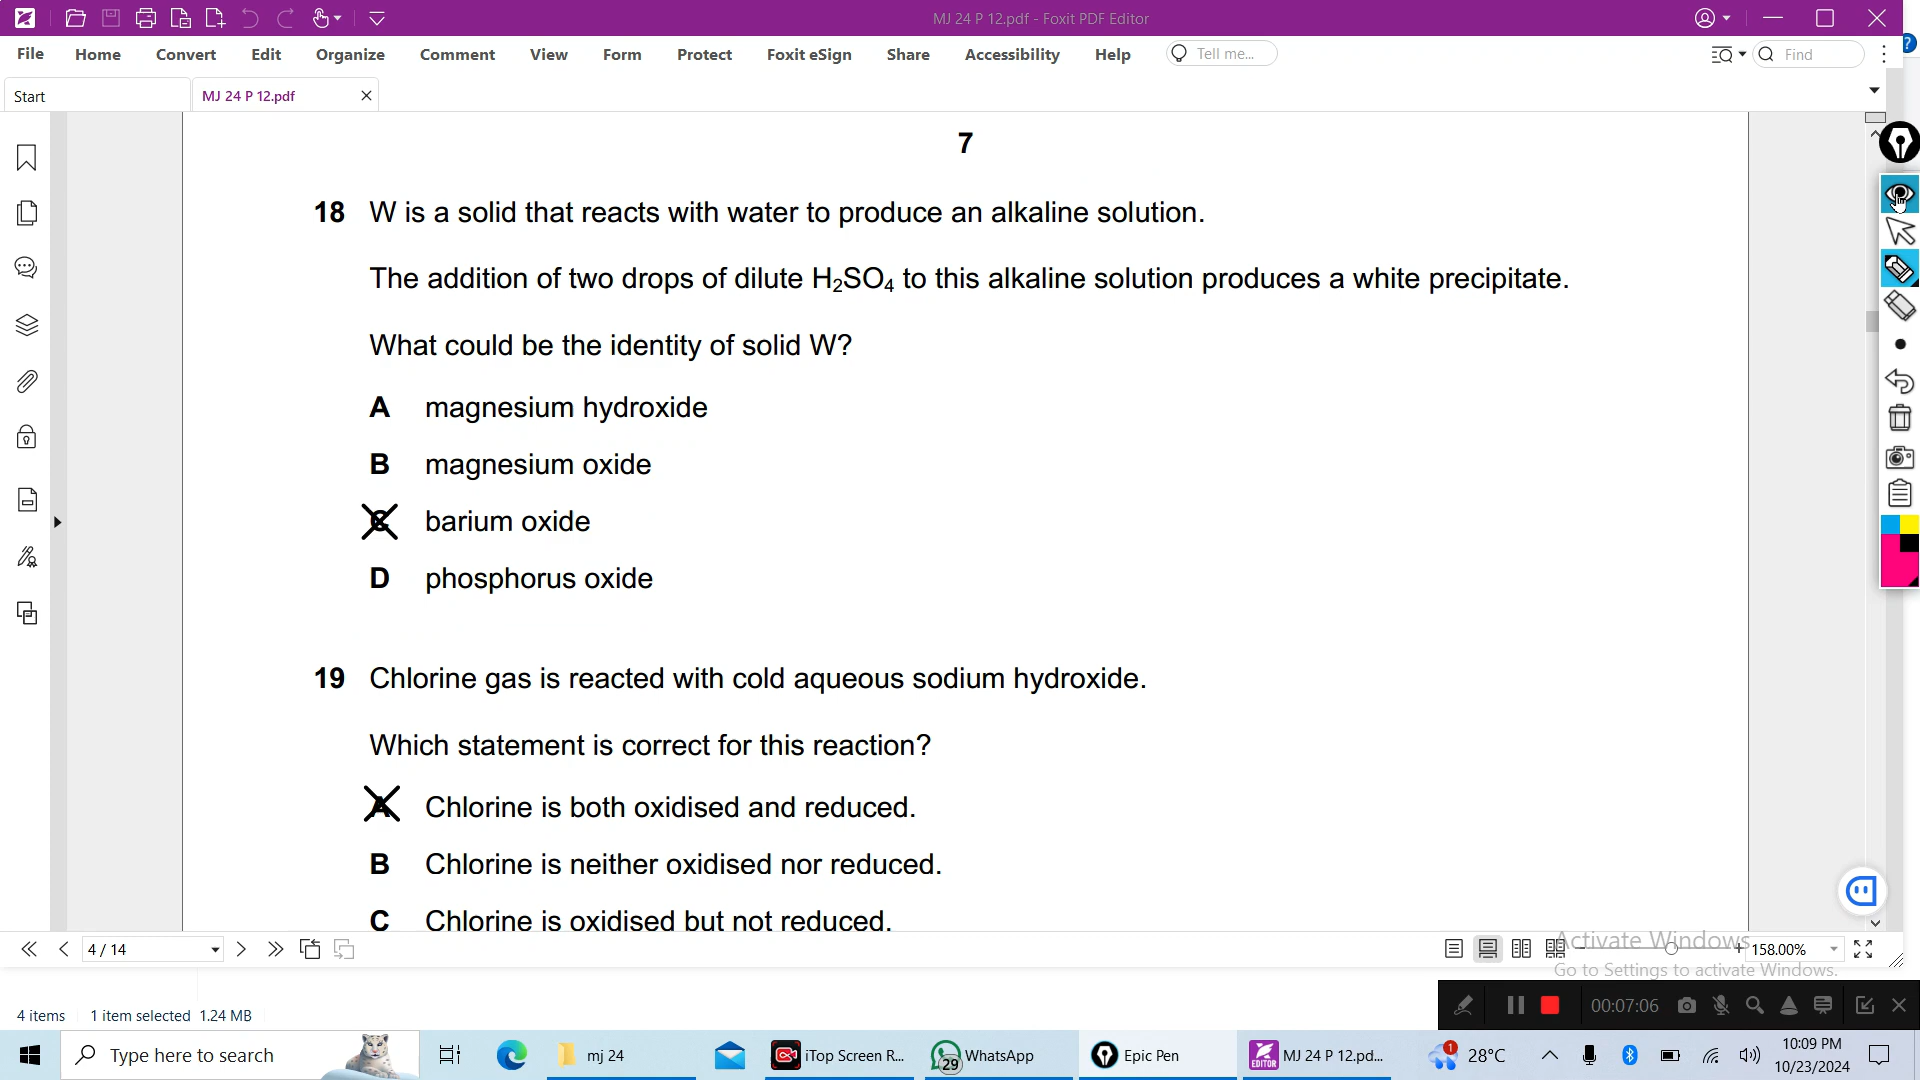 MJ 24 P 12.pdf - Foxit PDF Editor
File Home Convert Edit Organize Comment View Form Protect Foxit eSign Share Accessibility Help Tell me... Find
Start MJ 24 P 12.pdf
7
18 W is a solid that reacts with water to produce an alkaline solution.
The addition of two drops of dilute H₂SO₄ to this alkaline solution produces a white precipitate.
What could be the identity of solid W?
A magnesium hydroxide
B magnesium oxide
C barium oxide
D phosphorus oxide
19 Chlorine gas is reacted with cold aqueous sodium hydroxide.
Which statement is correct for this reaction?
A Chlorine is both oxidised and reduced.
B Chlorine is neither oxidised nor reduced.
C Chlorine is oxidised but not reduced.
4 / 14 158.00%
Activate Windows
Go to Settings to activate Windows.
4 items 1 item selected 1.24 MB
00:07:06
Type here to search mj 24 iTop Screen R... 29 WhatsApp Epic Pen EDITOR MJ 24 P 12.pd... 1 28°C 10:09 PM
10/23/2024